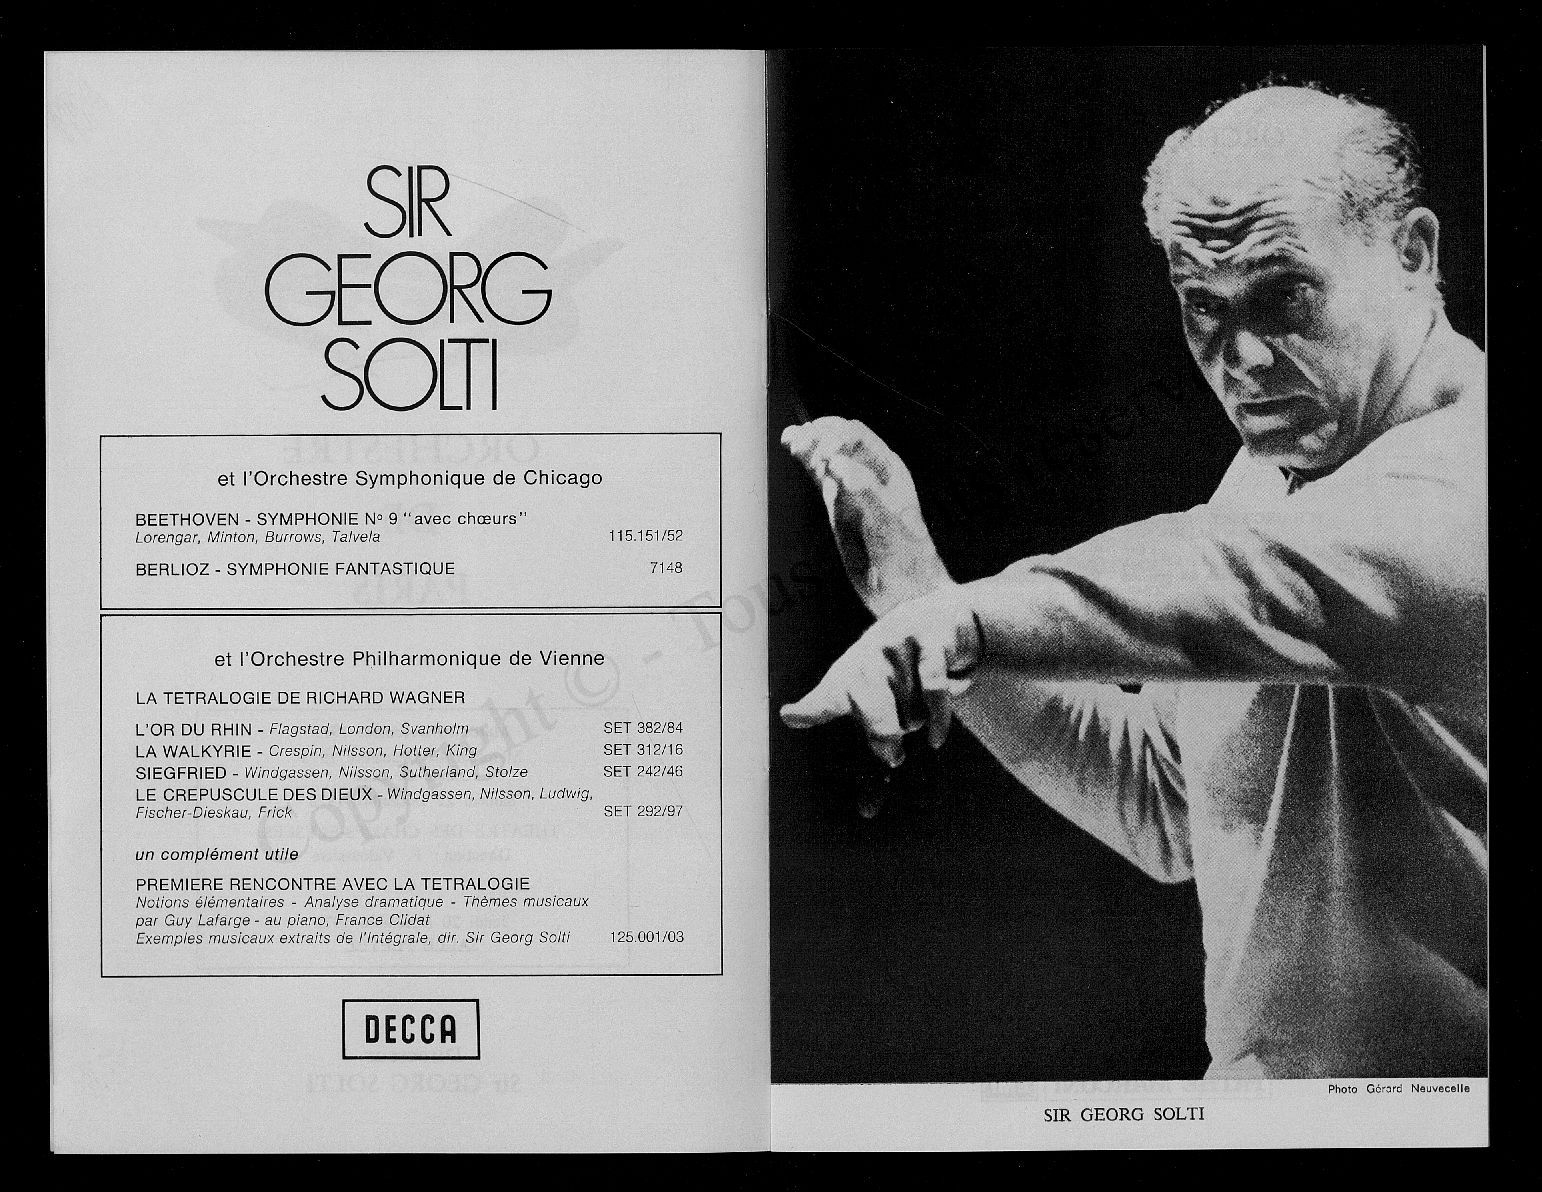 SIR
GEORG
SOLTI
et l'Orchestre Symphonique de Chicago
BEETHOVEN - SYMPHONIE Nº 9 "avec chœurs"
Lorengar, Minton, Burrows, Talvela 115.151/52
BERLIOZ - SYMPHONIE FANTASTIQUE 7148
et l'Orchestre Philharmonique de Vienne
LA TETRALOGIE DE RICHARD WAGNER
L'OR DU RHIN - Flagstad, London, Svanholm SET 382/84
LA WALKYRIE - Crespin, Nilsson, Hotter, King SET 312/16
SIEGFRIED - Windgassen, Nilsson, Sutherland, Stolze SET 242/46
LE CREPUSCULE DES DIEUX - Windgassen, Nilsson, Ludwig,
Fischer-Dieskau, Frick SET 292/97
un complément utile
PREMIERE RENCONTRE AVEC LA TETRALOGIE
Notions élémentaires - Analyse dramatique - Thèmes musicaux
par Guy Lafarge - au piano, France Clidat
Exemples musicaux extraits de l'Intégrale, dir. Sir Georg Solti 125.001/03
DECCA
Photo Gérard Neuvecelle
SIR GEORG SOLTI
Copyright © - Tous